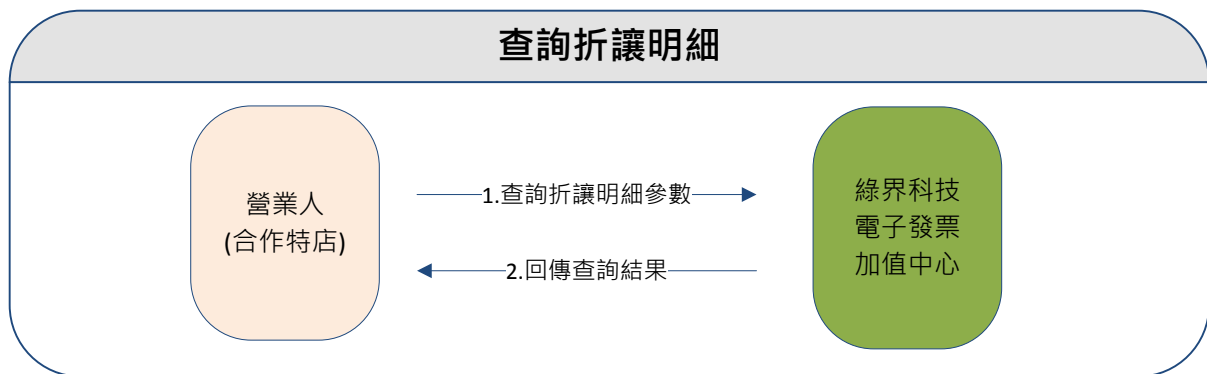 查詢折讓明細
營業人
(合作特店)
1.查詢折讓明細參數
2.回傳查詢結果
綠界科技
電子發票
加值中心